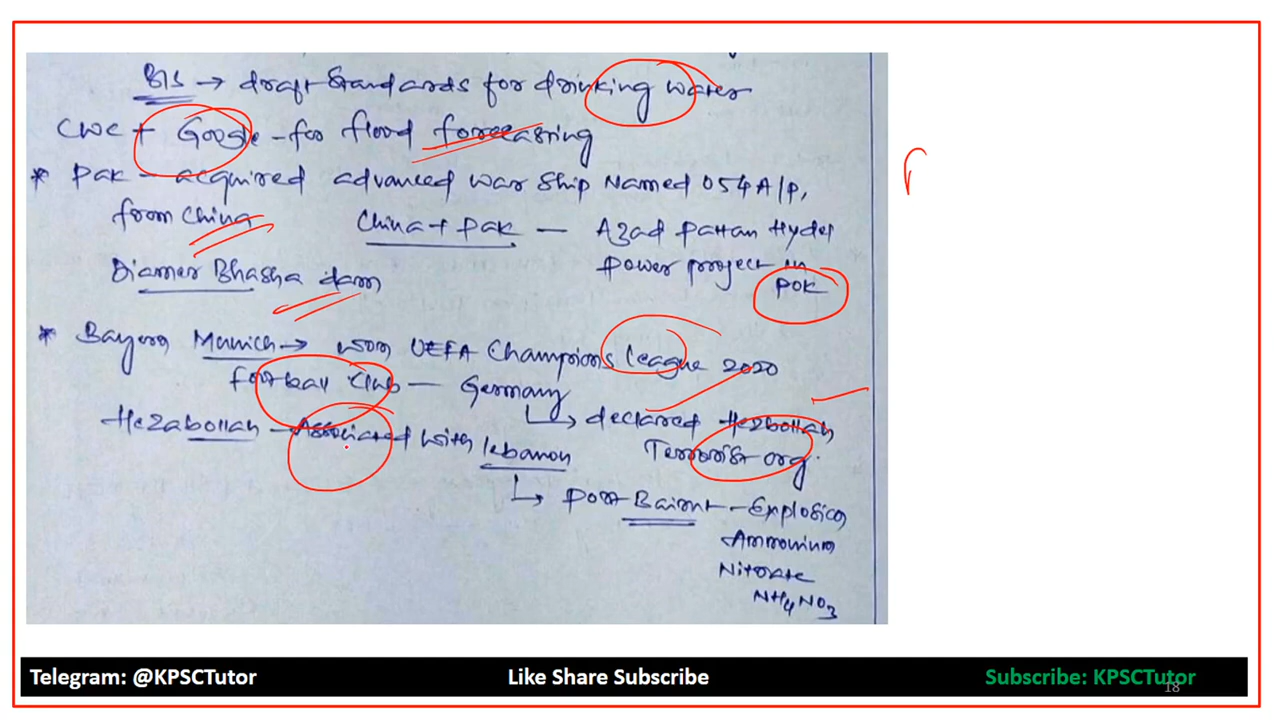 BIS → draft Standards for drinking water
CWC + Google - for flood forecasring
* Pak - acquired advanced war ship Named 054A/P,
from China
China + Pak — Azad Pattan Hydel
Power project in
POK
Diamer Bhasha dam
* Bayern Munich → won UEFA Champions league 2020
football Club — Germany
↳ declared Hezbollah
Terrorist org.
Hezabollah - Associated with lebanon
↳ Port Bairut - Explosion
Ammonium
Nitrate
NH4NO3
Telegram: @KPSCTutor
Like Share Subscribe
Subscribe: KPSCTutor
18